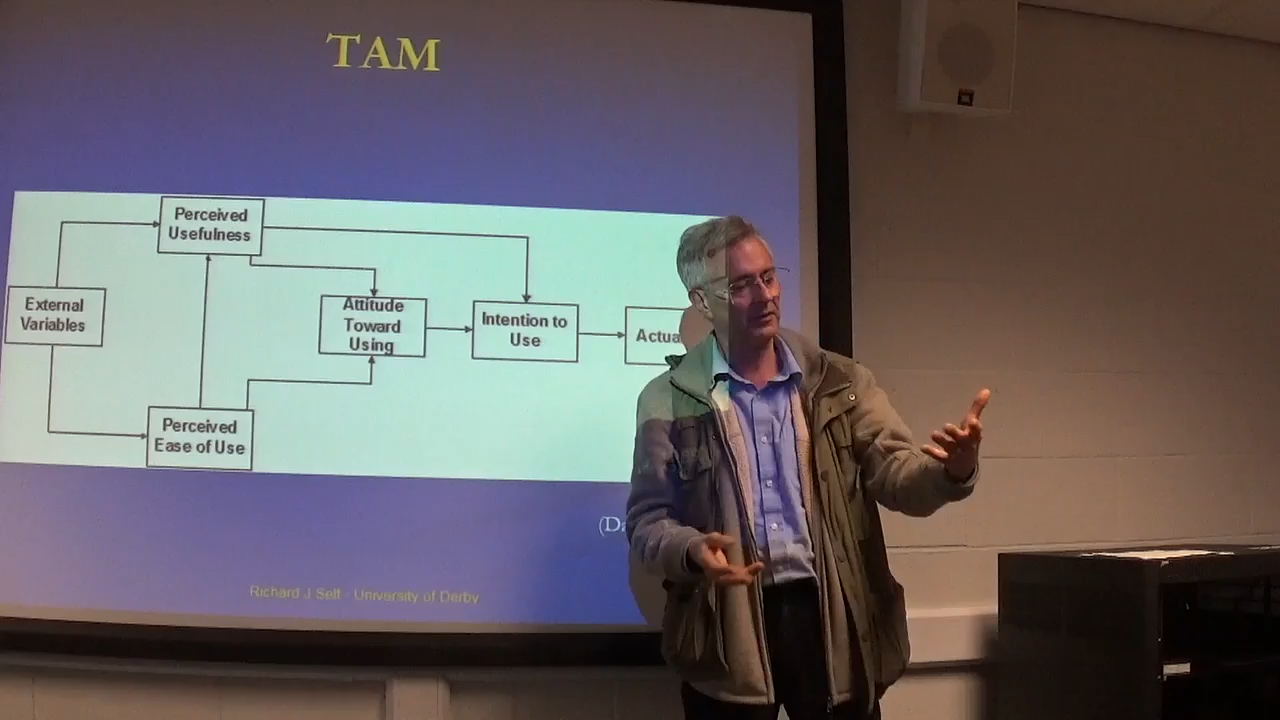 TAM
Perceived
Usefulness
External
Variables
Attitude
Toward
Using
Intention to
Use
Actua
Perceived
Ease of Use
(Da
Richard J Self - University of Derby